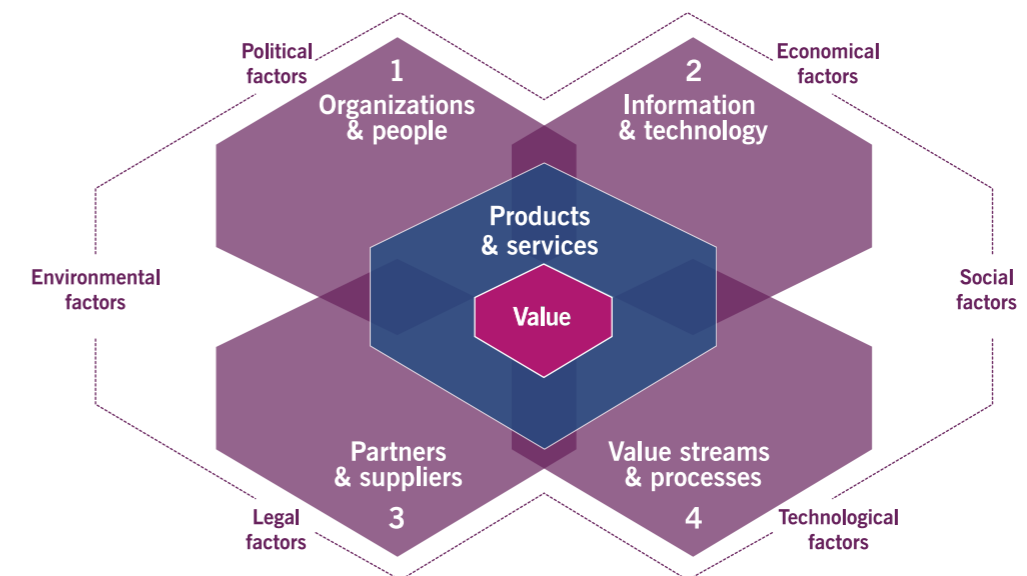 Political
factors
1
Organizations
& people
2
Information
& technology
Economical
factors
Products
& services
Value
Environmental
factors
Social
factors
Partners
& suppliers
3
Value streams
& processes
4
Legal
factors
Technological
factors